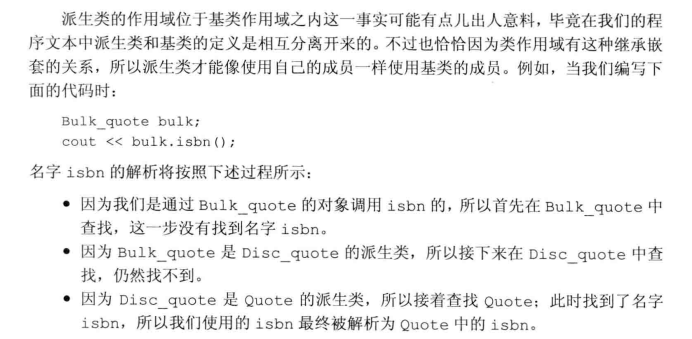 派生类的作用域位于基类作用域之内这一事实可能有点儿出人意料，毕竟在我们的程
序文本中派生类和基类的定义是相互分离开来的。不过也恰恰因为类作用域有这种继承嵌
套的关系，所以派生类才能像使用自己的成员一样使用基类的成员。例如，当我们编写下
面的代码时：
Bulk_quote bulk;
cout << bulk.isbn();
名字 isbn 的解析将按照下述过程所示：
• 因为我们是通过 Bulk_quote 的对象调用 isbn 的，所以首先在 Bulk_quote 中
查找，这一步没有找到名字 isbn。
• 因为 Bulk_quote 是 Disc_quote 的派生类，所以接下来在 Disc_quote 中查
找，仍然找不到。
• 因为 Disc_quote 是 Quote 的派生类，所以接着查找 Quote；此时找到了名字
isbn，所以我们使用的 isbn 最终被解析为 Quote 中的 isbn。